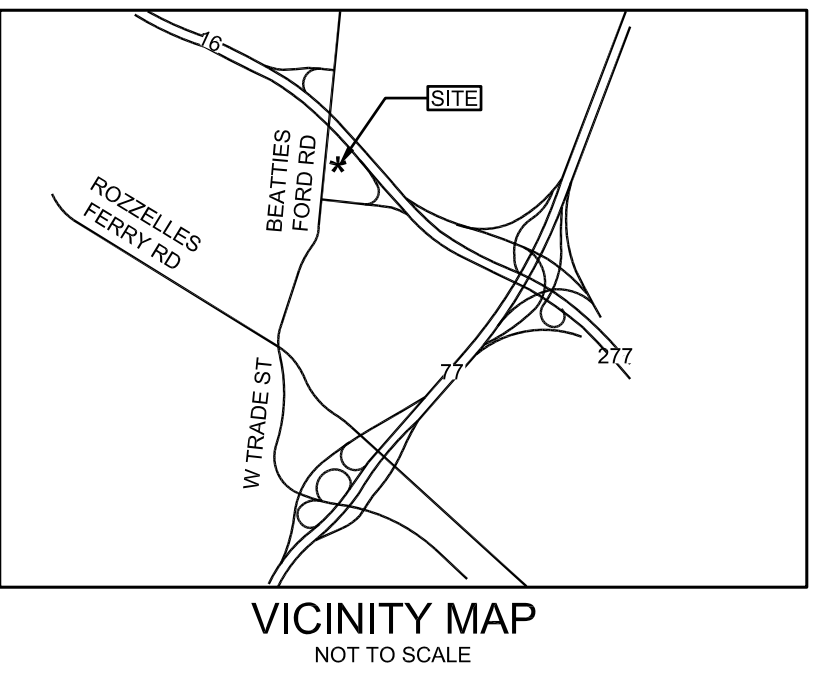 16
SITE
BEATTIES
FORD RD
ROZZELLES
FERRY RD
277
77
W TRADE ST
VICINITY MAP
NOT TO SCALE